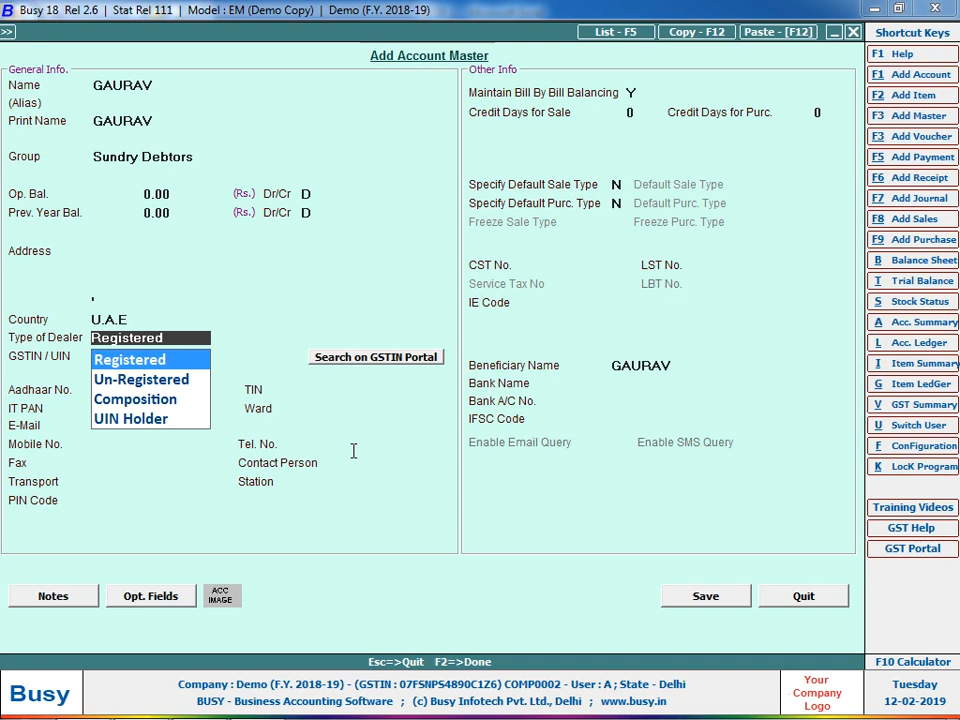 Busy 18 Rel 2.6 | Stat Rel 111 | Model : EM (Demo Copy) | Demo (F.Y. 2018-19)
>> List - F5 Copy - F12 Paste - [F12]
Add Account Master
General Info.
Name GAURAV
(Alias)
Print Name GAURAV
Group Sundry Debtors
Op. Bal. 0.00 (Rs.) Dr/Cr D
Prev. Year Bal. 0.00 (Rs.) Dr/Cr D
Address
Country U.A.E
Type of Dealer Registered
GSTIN / UIN Search on GSTIN Portal
Registered
Un-Registered
Composition
UIN Holder
Aadhaar No. TIN
IT PAN Ward
E-Mail
Mobile No. Tel. No.
Fax Contact Person
Transport Station
PIN Code
Other Info
Maintain Bill By Bill Balancing Y
Credit Days for Sale 0 Credit Days for Purc. 0
Specify Default Sale Type N Default Sale Type
Specify Default Purc. Type N Default Purc. Type
Freeze Sale Type Freeze Purc. Type
CST No. LST No.
Service Tax No LBT No.
IE Code
Beneficiary Name GAURAV
Bank Name
Bank A/C No.
IFSC Code
Enable Email Query Enable SMS Query
Notes Opt. Fields ACC IMAGE Save Quit
Esc=>Quit F2=>Done
Shortcut Keys
F1 Help
F1 Add Account
F2 Add Item
F3 Add Master
F3 Add Voucher
F5 Add Payment
F6 Add Receipt
F7 Add Journal
F8 Add Sales
F9 Add Purchase
B Balance Sheet
T Trial Balance
S Stock Status
A Acc. Summary
L Acc. Ledger
I Item Summary
G Item LedGer
V GST Summary
U Switch User
F ConFiguration
K LocK Program
Training Videos
GST Help
GST Portal
F10 Calculator
Busy
Company : Demo (F.Y. 2018-19) - (GSTIN : 07FSNPS4890C1Z6) COMP0002 - User : A ; State - Delhi
BUSY - Business Accounting Software ; (c) Busy Infotech Pvt. Ltd., Delhi ; www.busy.in
Your
Company
Logo
Tuesday
12-02-2019